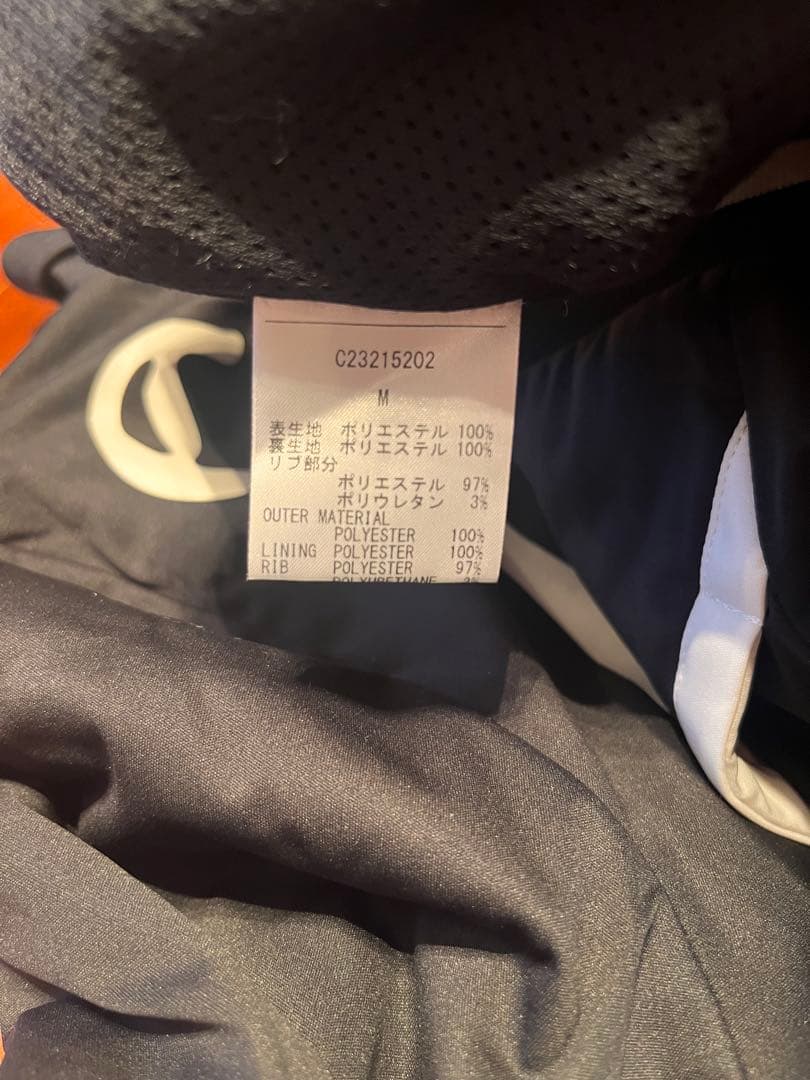 C23215202
M
表生地 ポリエステル 100%
裏生地 ポリエステル 100%
リブ部分
ポリエステル 97%
ポリウレタン 3%
OUTER MATERIAL
POLYESTER 100%
LINING POLYESTER 100%
RIB POLYESTER 97%
POLYURETHANE 3%